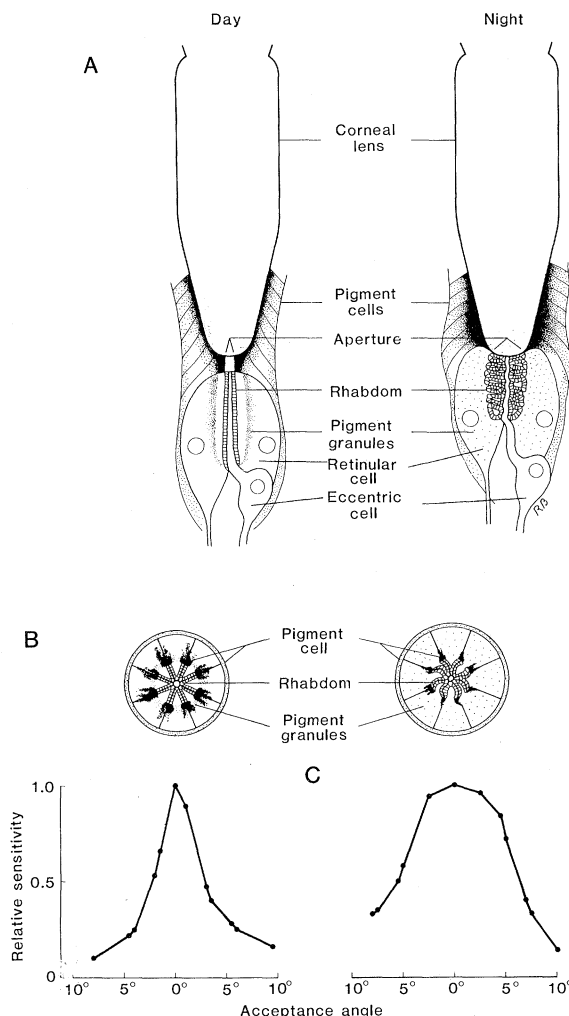 Day
Night
A
Corneal
lens
Pigment
cells
Aperture
Rhabdom
Pigment
granules
Retinular
cell
Eccentric
cell
RB
B
Pigment
cell
Rhabdom
Pigment
granules
C
1.0
0.5
0
Relative sensitivity
10° 5° 0° 5° 10°
10° 5° 0° 5° 10°
Acceptance angle